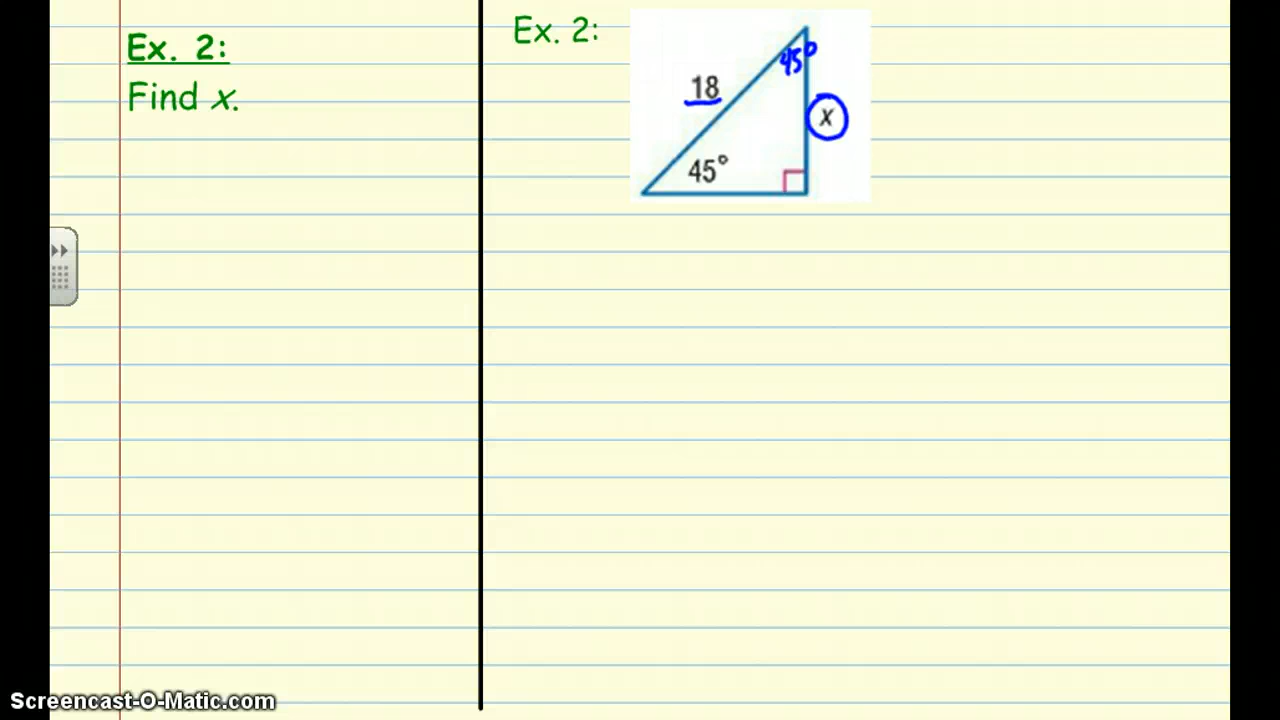 Ex. 2:
Find x.
Ex. 2:
45°
18
x
45°
Screencast-O-Matic.com